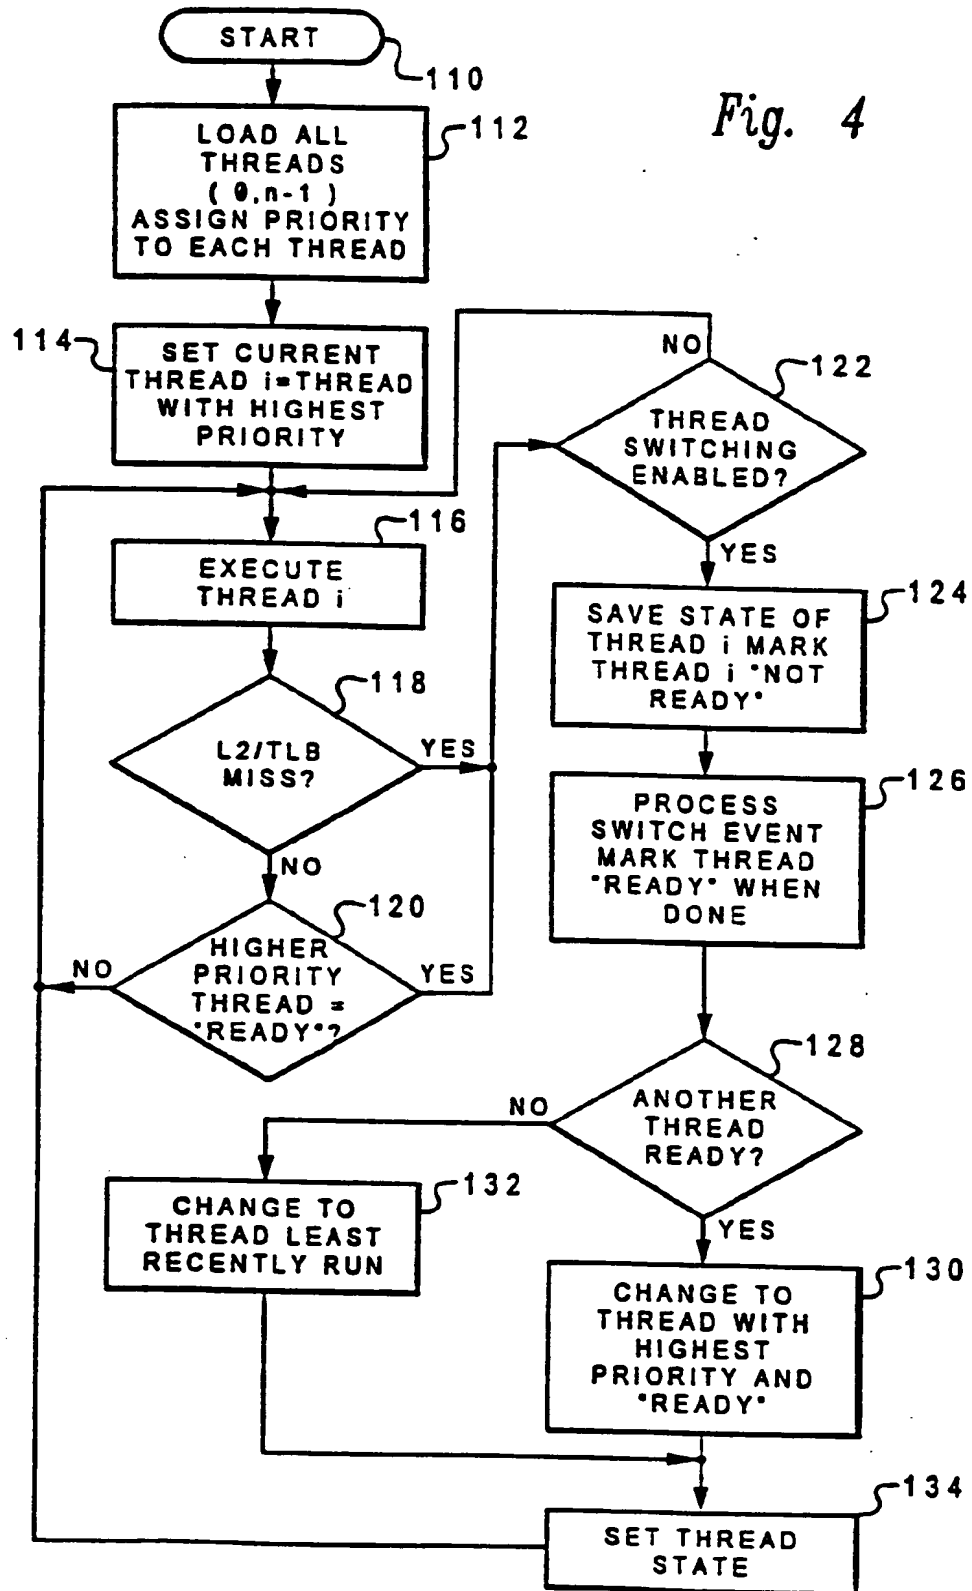 START
110
Fig. 4
LOAD ALL
THREADS
( 0,n-1 )
ASSIGN PRIORITY
TO EACH THREAD
112
114
SET CURRENT
THREAD i=THREAD
WITH HIGHEST
PRIORITY
NO
122
THREAD
SWITCHING
ENABLED?
YES
116
EXECUTE
THREAD i
124
SAVE STATE OF
THREAD i MARK
THREAD i "NOT
READY"
118
L2/TLB
MISS?
YES
NO
126
PROCESS
SWITCH EVENT
MARK THREAD
"READY" WHEN
DONE
120
HIGHER
PRIORITY
THREAD =
"READY"?
NO
YES
128
ANOTHER
THREAD
READY?
NO
YES
132
CHANGE TO
THREAD LEAST
RECENTLY RUN
130
CHANGE TO
THREAD WITH
HIGHEST
PRIORITY AND
"READY"
134
SET THREAD
STATE